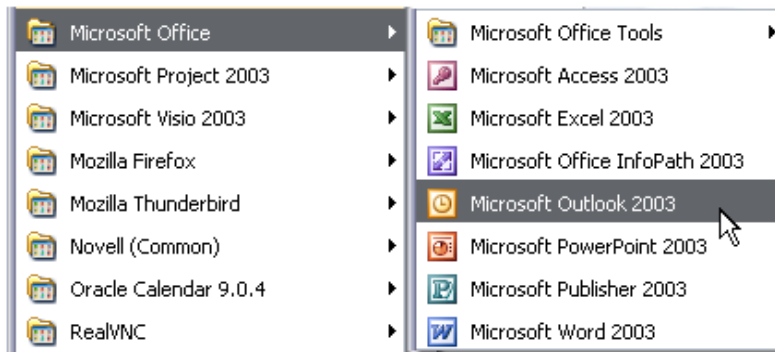 Microsoft Office
Microsoft Project 2003
Microsoft Visio 2003
Mozilla Firefox
Mozilla Thunderbird
Novell (Common)
Oracle Calendar 9.0.4
RealVNC
Microsoft Office Tools
Microsoft Access 2003
Microsoft Excel 2003
Microsoft Office InfoPath 2003
Microsoft Outlook 2003
Microsoft PowerPoint 2003
Microsoft Publisher 2003
Microsoft Word 2003